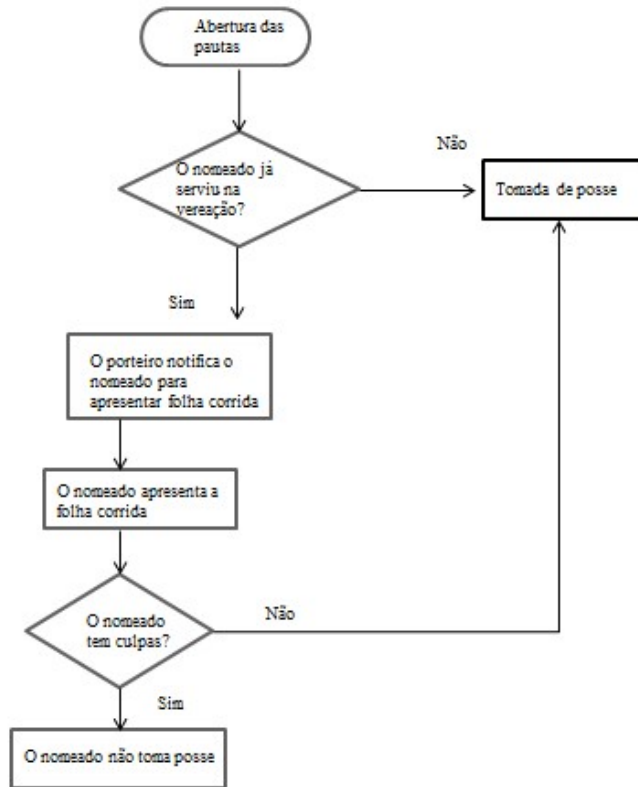 Abertura das
pautas
Não
O nomeado já
serviu na
vereação?
Tomada de posse
Sim
O porteiro notifica o
nomeado para
apresentar folha corrida
O nomeado apresenta a
folha corrida
O nomeado
tem culpas?
Não
Sim
O nomeado não toma posse